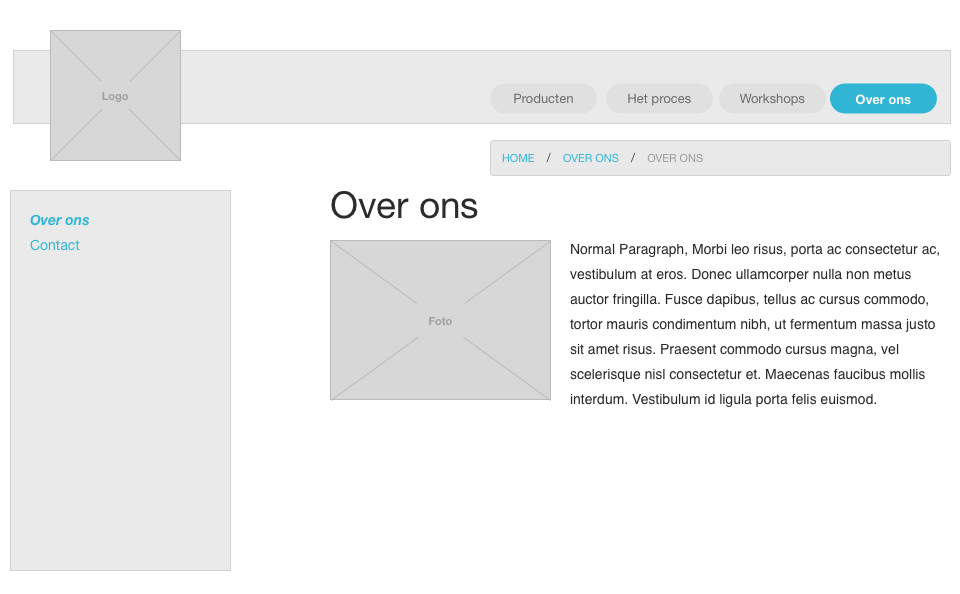 Logo
Producten
Het proces
Workshops
Over ons
HOME / OVER ONS / OVER ONS
Over ons
Contact
Over ons
Foto
Normal Paragraph, Morbi leo risus, porta ac consectetur ac,
vestibulum at eros. Donec ullamcorper nulla non metus
auctor fringilla. Fusce dapibus, tellus ac cursus commodo,
tortor mauris condimentum nibh, ut fermentum massa justo
sit amet risus. Praesent commodo cursus magna, vel
scelerisque nisl consectetur et. Maecenas faucibus mollis
interdum. Vestibulum id ligula porta felis euismod.